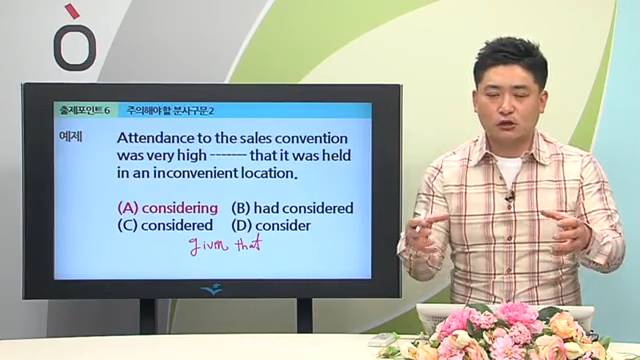 출제포인트 6 주의해야 할 분사구문 2
예제
Attendance to the sales convention
was very high ------- that it was held
in an inconvenient location.
(A) considering (B) had considered
(C) considered (D) consider
given that